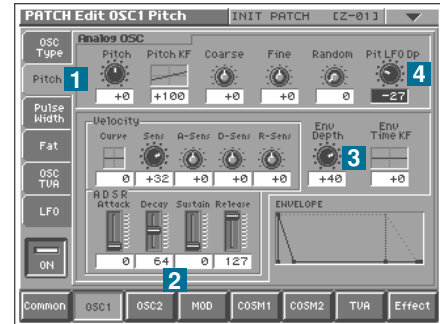 PATCH Edit OSC1 Pitch INIT PATCH [Z-01]
OSC Type
Pitch
Pulse Width
Fat
OSC TVA
LFO
ON
Analog OSC
Pitch Pitch KF Coarse Fine Random Pit LFO Dp
1 4
+0 +100 +0 +0 0 -27
Velocity
Curve Sens A-Sens D-Sens R-Sens
0 +32 +0 +0 +0
Env Depth Env Time KF
3
+40 +0
ADSR
Attack Decay Sustain Release
0 64 0 127
2
ENVELOPE
Common OSC1 OSC2 MOD COSM1 COSM2 TVA Effect